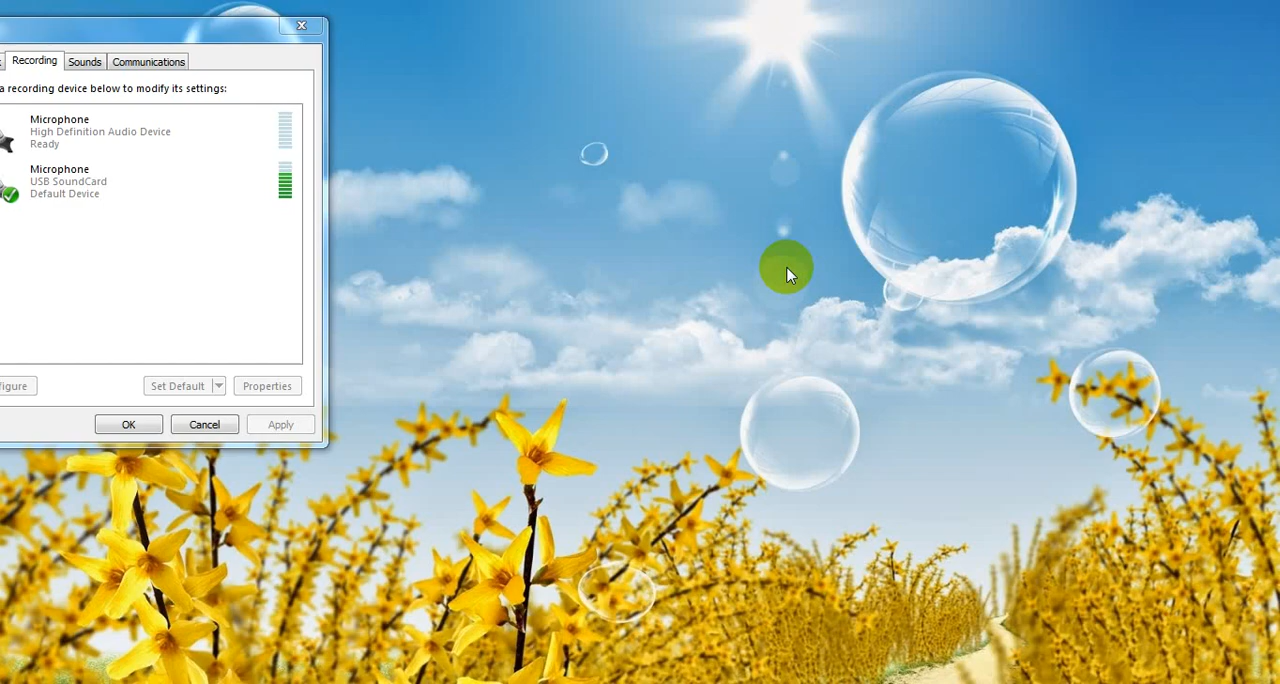 Recording
Sounds
Communications
a recording device below to modify its settings:
Microphone
High Definition Audio Device
Ready
Microphone
USB SoundCard
Default Device
figure
Set Default
Properties
OK
Cancel
Apply